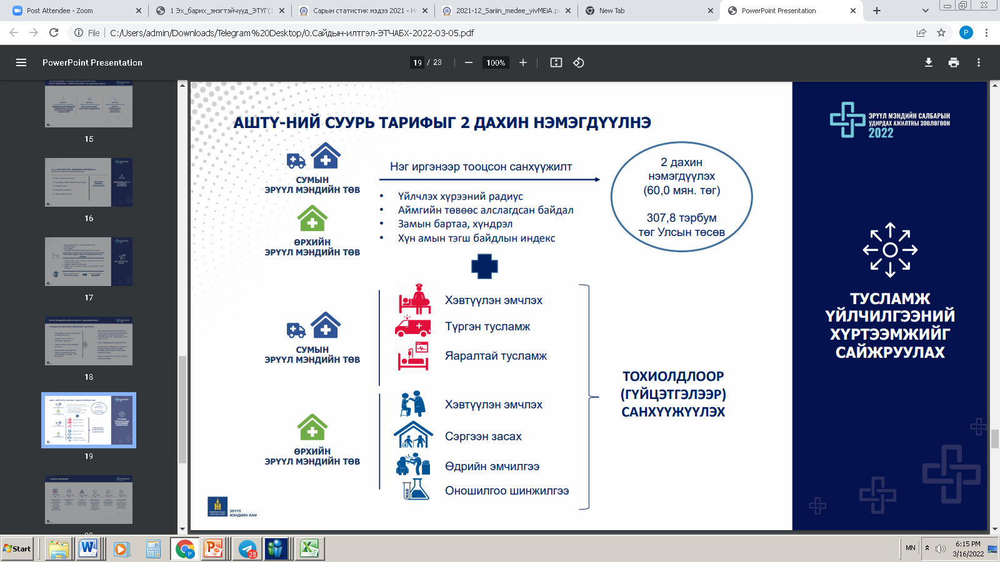 Post Attendee - Zoom
1 Эх_барих_эмэгтэйчүүд_ЭТҮГ(1
Сарын статистик мэдээ 2021 - Н
2021-12_Sariin_medee_yivMEiA.p
New Tab
PowerPoint Presentation
File
C:/Users/admin/Downloads/Telegram%20Desktop/0.Сайдын-илтгэл-ЭТЧАБХ-2022-03-05.pdf
P
PowerPoint Presentation
19 / 23
100%
15
16
17
18
19
АШТҮ-НИЙ СУУРЬ ТАРИФЫГ 2 ДАХИН НЭМЭГДҮҮЛНЭ
СУМЫН
ЭРҮҮЛ МЭНДИЙН ТӨВ
ӨРХИЙН
ЭРҮҮЛ МЭНДИЙН ТӨВ
Нэг иргэнээр тооцсон санхүүжилт
• Үйлчлэх хүрээний радиус
• Аймгийн төвөөс алслагдсан байдал
• Замын бартаа, хүндрэл
• Хүн амын тэгш байдлын индекс
2 дахин
нэмэгдүүлэх
(60,0 мян. төг)
307,8 тэрбум
төг Улсын төсөв
СУМЫН
ЭРҮҮЛ МЭНДИЙН ТӨВ
Хэвтүүлэн эмчлэх
Түргэн тусламж
Яаралтай тусламж
ӨРХИЙН
ЭРҮҮЛ МЭНДИЙН ТӨВ
Хэвтүүлэн эмчлэх
Сэргээн засах
Өдрийн эмчилгээ
Оношилгоо шинжилгээ
ТОХИОЛДЛООР
(ГҮЙЦЭТГЭЛЭЭР)
САНХҮҮЖҮҮЛЭХ
ЭРҮҮЛ
МЭНДИЙН ЯАМ
ЭРҮҮЛ МЭНДИЙН САЛБАРЫН
УДИРДАХ АЖИЛТНЫ ЗӨВЛӨГӨӨН
2022
ТУСЛАМЖ
ҮЙЛЧИЛГЭЭНИЙ
ХҮРТЭЭМЖИЙГ
САЙЖРУУЛАХ
Start
28
MN
6:15 PM
3/16/2022